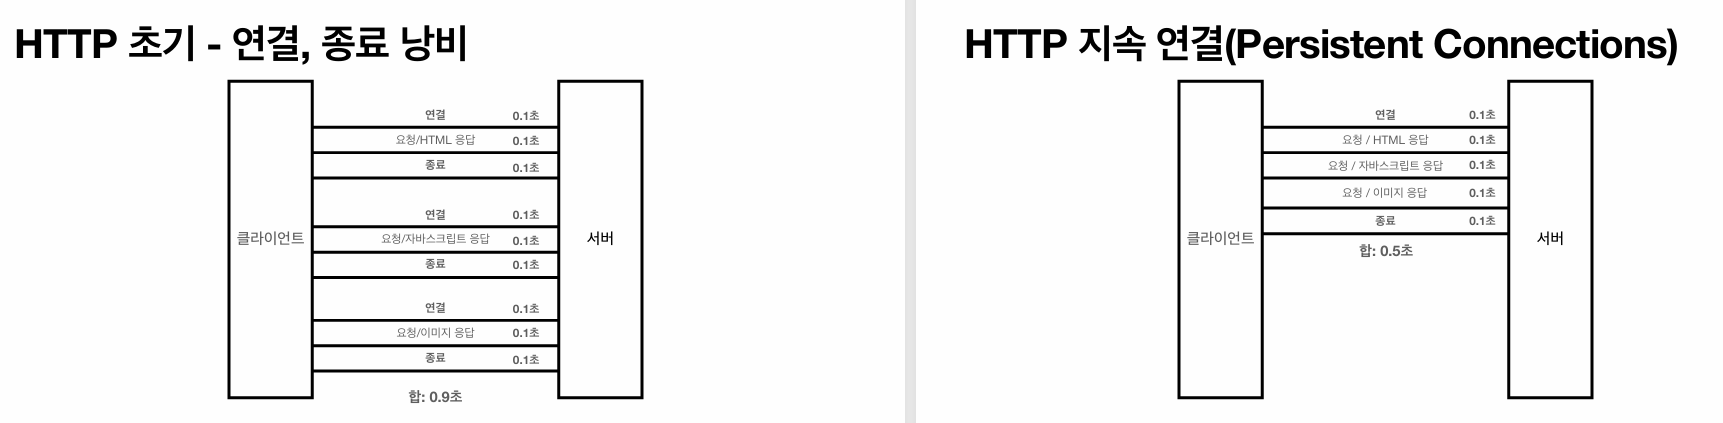 HTTP 초기 - 연결, 종료 낭비
연결 0.1초
요청/HTML 응답 0.1초
종료 0.1초
연결 0.1초
클라이언트 요청/자바스크립트 응답 0.1초 서버
종료 0.1초
연결 0.1초
요청/이미지 응답 0.1초
종료 0.1초
합: 0.9초
HTTP 지속 연결(Persistent Connections)
연결 0.1초
요청 / HTML 응답 0.1초
요청 / 자바스크립트 응답 0.1초
요청 / 이미지 응답 0.1초
종료 0.1초
클라이언트 서버
합: 0.5초